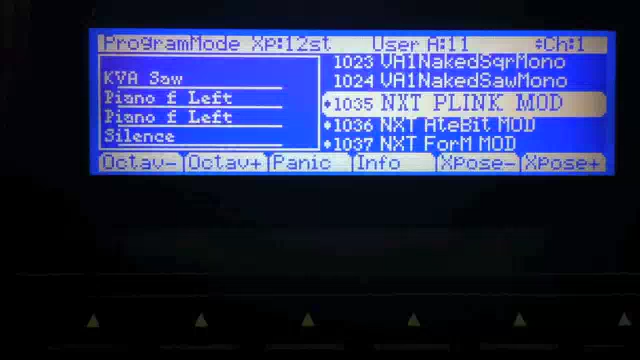 ProgramMode Xp:12st User A:11 Ch:1
KVA Saw
Piano f Left
Piano f Left
Silence
1023 VA1NakedSqrMono
1024 VA1NakedSawMono
1035 NXT PLINK MOD
1036 NXT AteBit MOD
1037 NXT ForM MOD
Octav- Octav+ Panic Info XPose- XPose+